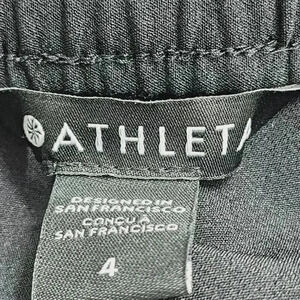 ATHLETA
DESIGNED IN
SAN FRANCISCO
CONÇU À
SAN FRANCISCO
4